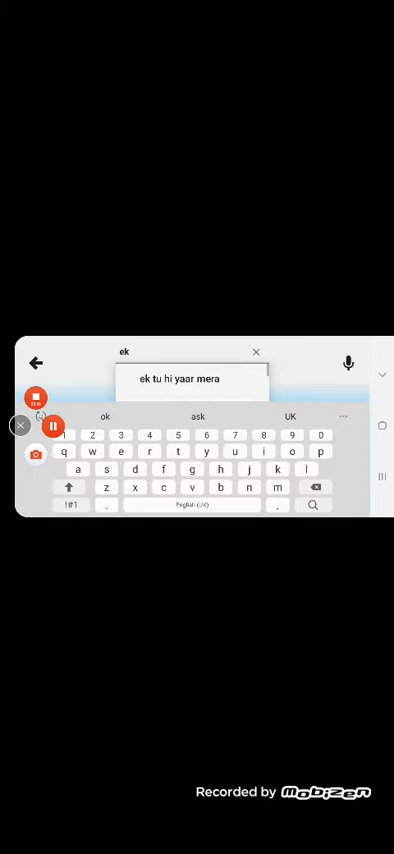 ek
ek tu hi yaar mera
ok ask UK ...
1 2 3 4 5 6 7 8 9 0
q w e r t y u i o p
a s d f g h j k l
z x c v b n m
!#1 , English (UK) .
Recorded by Mobizen